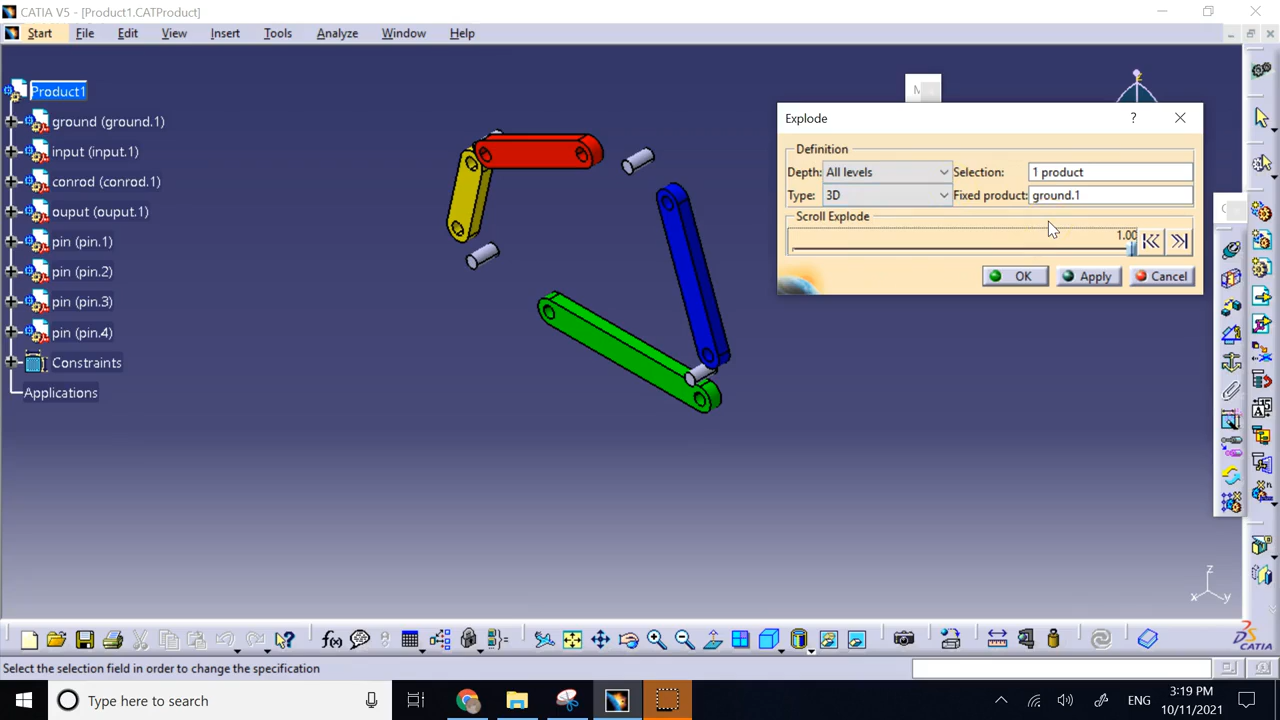 CATIA V5 - [Product1.CATProduct]
Start File Edit View Insert Tools Analyze Window Help
Product1
ground (ground.1)
input (input.1)
conrod (conrod.1)
ouput (ouput.1)
pin (pin.1)
pin (pin.2)
pin (pin.3)
pin (pin.4)
Constraints
Applications
M
Explode
?
Definition
Depth: All levels Selection: 1 product
Type: 3D Fixed product: ground.1
Scroll Explode
1.00
OK Apply Cancel
z
x y
f(x)
CATIA
Select the selection field in order to change the specification
Type here to search
ENG
3:19 PM
10/11/2021